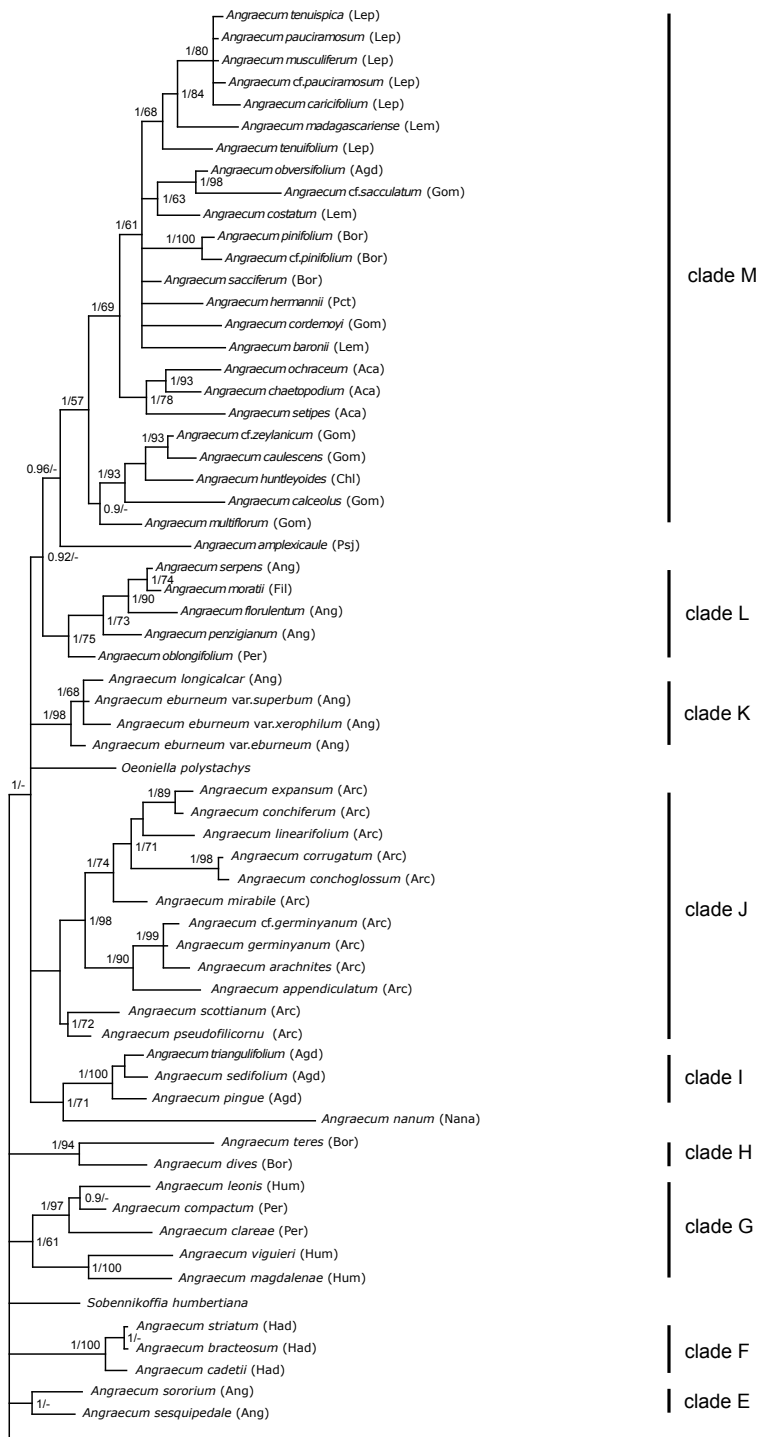 Angraecum tenuispica (Lep)
1/80
Angraecum pauciramosum (Lep)
Angraecum musculiferum (Lep)
Angraecum cf.pauciramosum (Lep)
1/84
Angraecum caricifolium (Lep)
1/68
Angraecum madagascariense (Lem)
Angraecum tenuifolium (Lep)
Angraecum obversifolium (Agd)
1/98
Angraecum cf.sacculatum (Gom)
1/63
Angraecum costatum (Lem)
1/61
Angraecum pinifolium (Bor)
1/100
Angraecum cf.pinifolium (Bor)
clade M
Angraecum sacciferum (Bor)
Angraecum hermannii (Pct)
1/69
Angraecum cordemoyi (Gom)
Angraecum baronii (Lem)
Angraecum ochraceum (Aca)
1/93
Angraecum chaetopodium (Aca)
1/78
1/57
Angraecum setipes (Aca)
Angraecum cf.zeylanicum (Gom)
1/93
Angraecum caulescens (Gom)
0.96/-
1/93
Angraecum huntleyoides (Chl)
Angraecum calceolus (Gom)
0.9/-
Angraecum multiflorum (Gom)
Angraecum amplexicaule (Psj)
0.92/-
Angraecum serpens (Ang)
1/74
Angraecum moratii (Fil)
1/90
Angraecum florulentum (Ang)
clade L
1/73
Angraecum penzigianum (Ang)
1/75
Angraecum oblongifolium (Per)
Angraecum longicalcar (Ang)
1/68
Angraecum eburneum var.superbum (Ang)
clade K
1/98
Angraecum eburneum var.xerophilum (Ang)
Angraecum eburneum var.eburneum (Ang)
Oeoniella polystachys
1/-
Angraecum expansum (Arc)
1/89
Angraecum conchiferum (Arc)
Angraecum linearifolium (Arc)
1/71
Angraecum corrugatum (Arc)
1/98
1/74
Angraecum conchoglossum (Arc)
Angraecum mirabile (Arc)
clade J
1/98
Angraecum cf.germinyanum (Arc)
1/99
Angraecum germinyanum (Arc)
1/90
Angraecum arachnites (Arc)
Angraecum appendiculatum (Arc)
Angraecum scottianum (Arc)
1/72
Angraecum pseudofilicornu (Arc)
Angraecum triangulifolium (Agd)
1/100
Angraecum sedifolium (Agd)
clade I
Angraecum pingue (Agd)
1/71
Angraecum nanum (Nana)
Angraecum teres (Bor)
1/94
clade H
Angraecum dives (Bor)
Angraecum leonis (Hum)
0.9/-
1/97
Angraecum compactum (Per)
clade G
Angraecum clareae (Per)
1/61
Angraecum viguieri (Hum)
1/100
Angraecum magdalenae (Hum)
Sobennikoffia humbertiana
Angraecum striatum (Had)
1/-
1/100
Angraecum bracteosum (Had)
clade F
Angraecum cadetii (Had)
Angraecum sororium (Ang)
1/-
clade E
Angraecum sesquipedale (Ang)